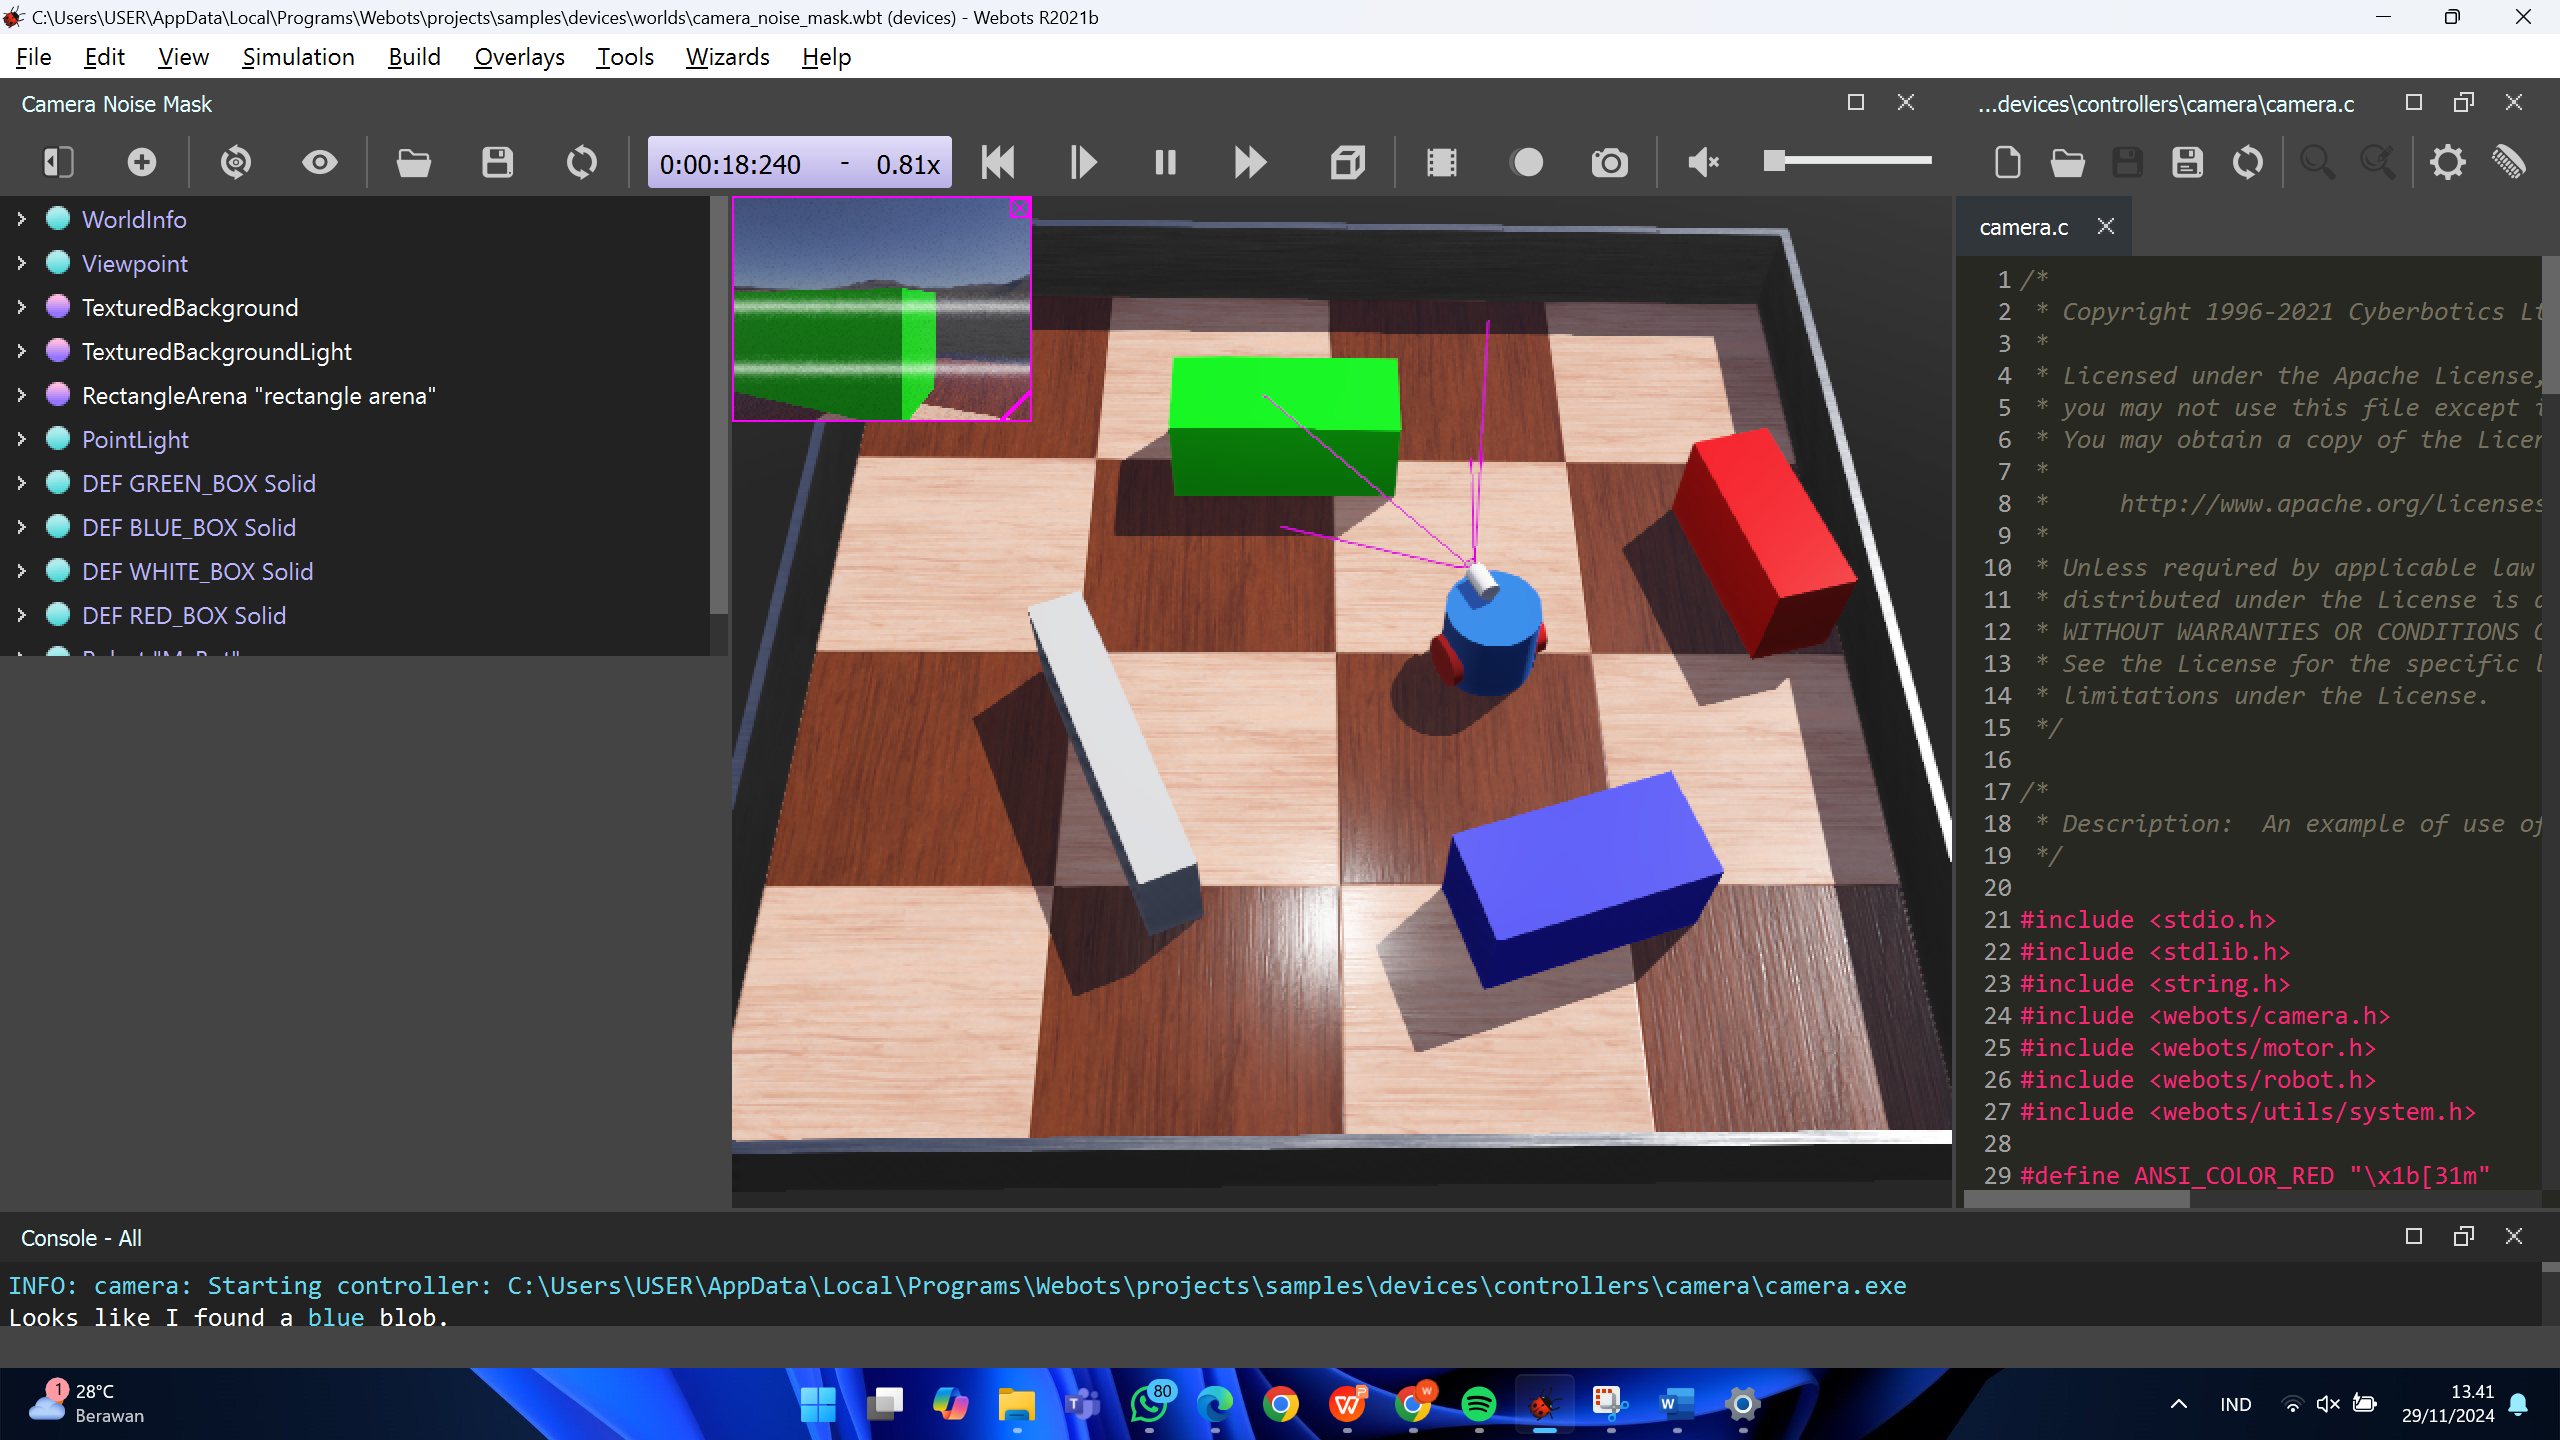 C:\Users\USER\AppData\Local\Programs\Webots\projects\samples\devices\worlds\camera_noise_mask.wbt (devices) - Webots R2021b
File Edit View Simulation Build Overlays Tools Wizards Help
Camera Noise Mask
...devices\controllers\camera\camera.c
0:00:18:240 - 0.81x
WorldInfo
Viewpoint
TexturedBackground
TexturedBackgroundLight
RectangleArena "rectangle arena"
PointLight
DEF GREEN_BOX Solid
DEF BLUE_BOX Solid
DEF WHITE_BOX Solid
DEF RED_BOX Solid
camera.c
1 /*
2 * Copyright 1996-2021 Cyberbotics Lt
3 *
4 * Licensed under the Apache License,
5 * you may not use this file except i
6 * You may obtain a copy of the Licen
7 *
8 * http://www.apache.org/licenses
9 *
10 * Unless required by applicable law
11 * distributed under the License is d
12 * WITHOUT WARRANTIES OR CONDITIONS O
13 * See the License for the specific l
14 * limitations under the License.
15 */
16
17 /*
18 * Description: An example of use of
19 */
20
21 #include <stdio.h>
22 #include <stdlib.h>
23 #include <string.h>
24 #include <webots/camera.h>
25 #include <webots/motor.h>
26 #include <webots/robot.h>
27 #include <webots/utils/system.h>
28
29 #define ANSI_COLOR_RED "\x1b[31m"
Console - All
INFO: camera: Starting controller: C:\Users\USER\AppData\Local\Programs\Webots\projects\samples\devices\controllers\camera\camera.exe
Looks like I found a blue blob.
1
28°C
Berawan
80
IND
13.41
29/11/2024